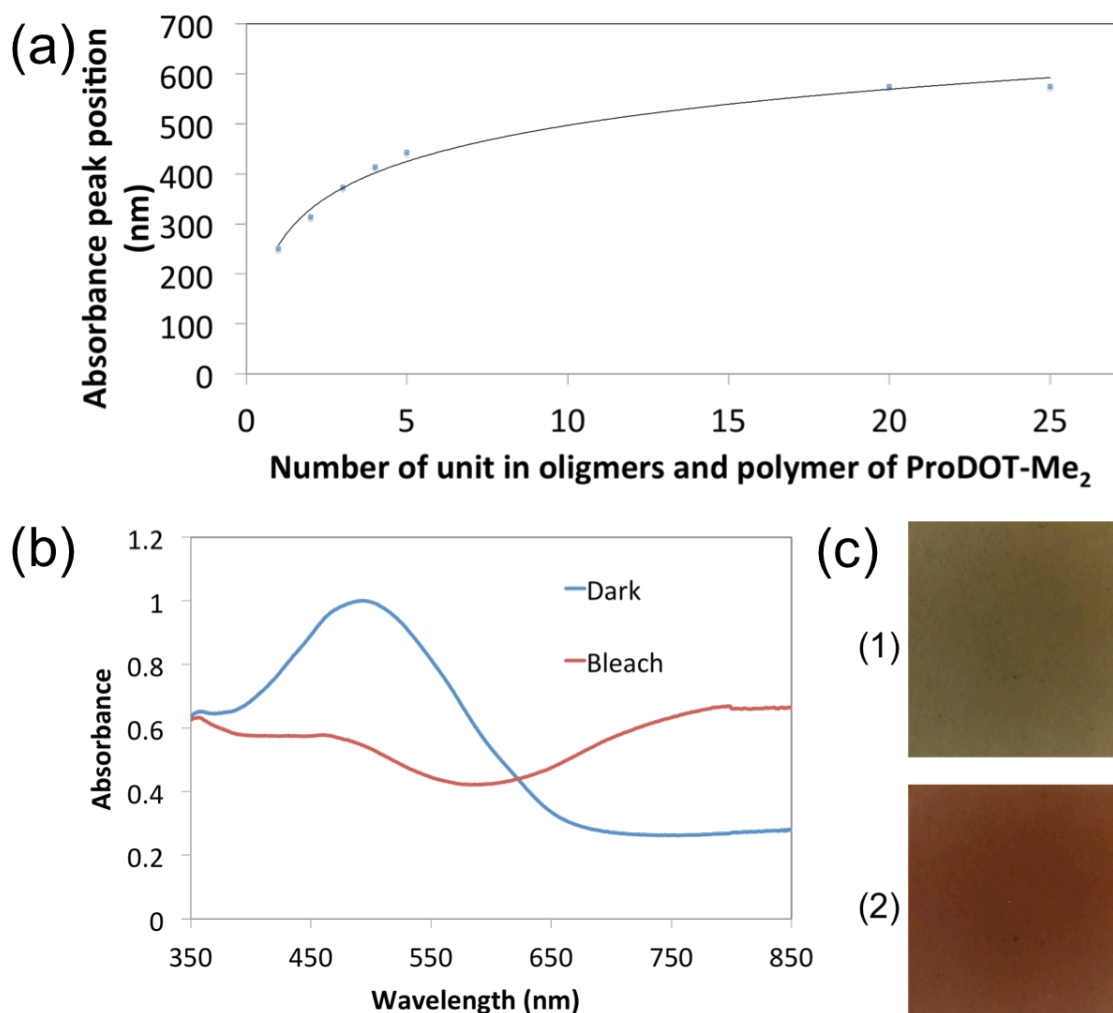 (a)
700
600
500
400
300
200
100
0
Absorbance peak position
(nm)
0 5 10 15 20 25
Number of unit in oligmers and polymer of ProDOT-Me₂
(b)
1.2
1
0.8
0.6
0.4
0.2
0
Absorbance
Dark
Bleach
350 450 550 650 750 850
Wavelength (nm)
(c)
(1)
(2)